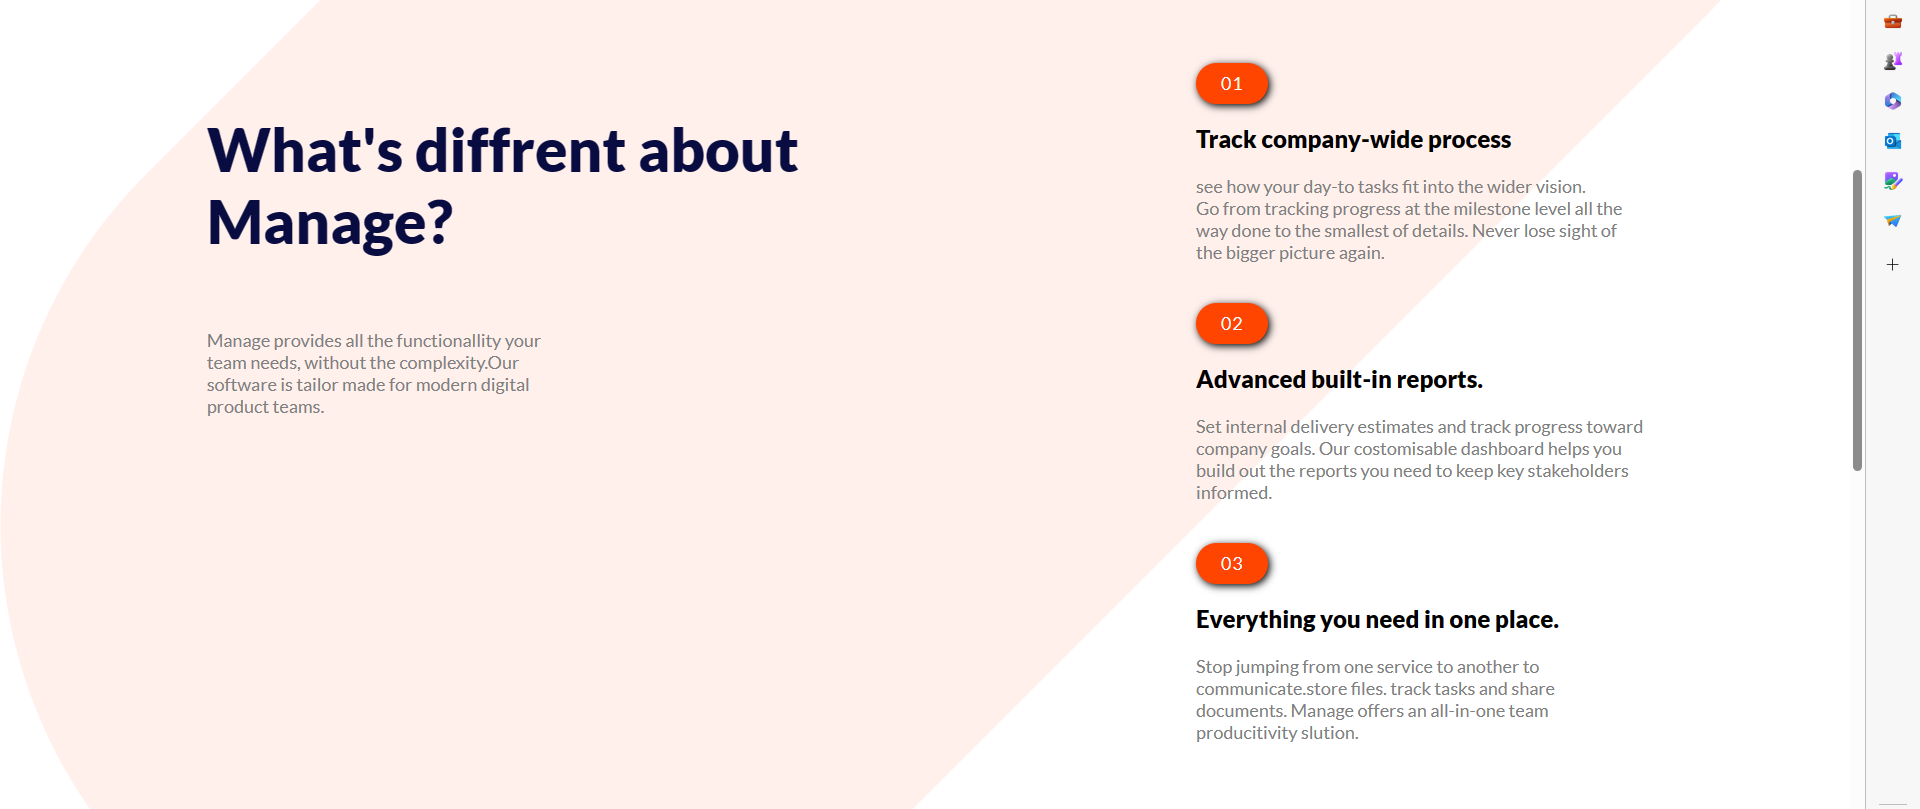 What's diffrent about
Manage?
Manage provides all the functionallity your
team needs, without the complexity.Our
software is tailor made for modern digital
product teams.
01
Track company-wide process
see how your day-to tasks fit into the wider vision.
Go from tracking progress at the milestone level all the
way done to the smallest of details. Never lose sight of
the bigger picture again.
02
Advanced built-in reports.
Set internal delivery estimates and track progress toward
company goals. Our costomisable dashboard helps you
build out the reports you need to keep key stakeholders
informed.
03
Everything you need in one place.
Stop jumping from one service to another to
communicate.store files. track tasks and share
documents. Manage offers an all-in-one team
producitivity slution.